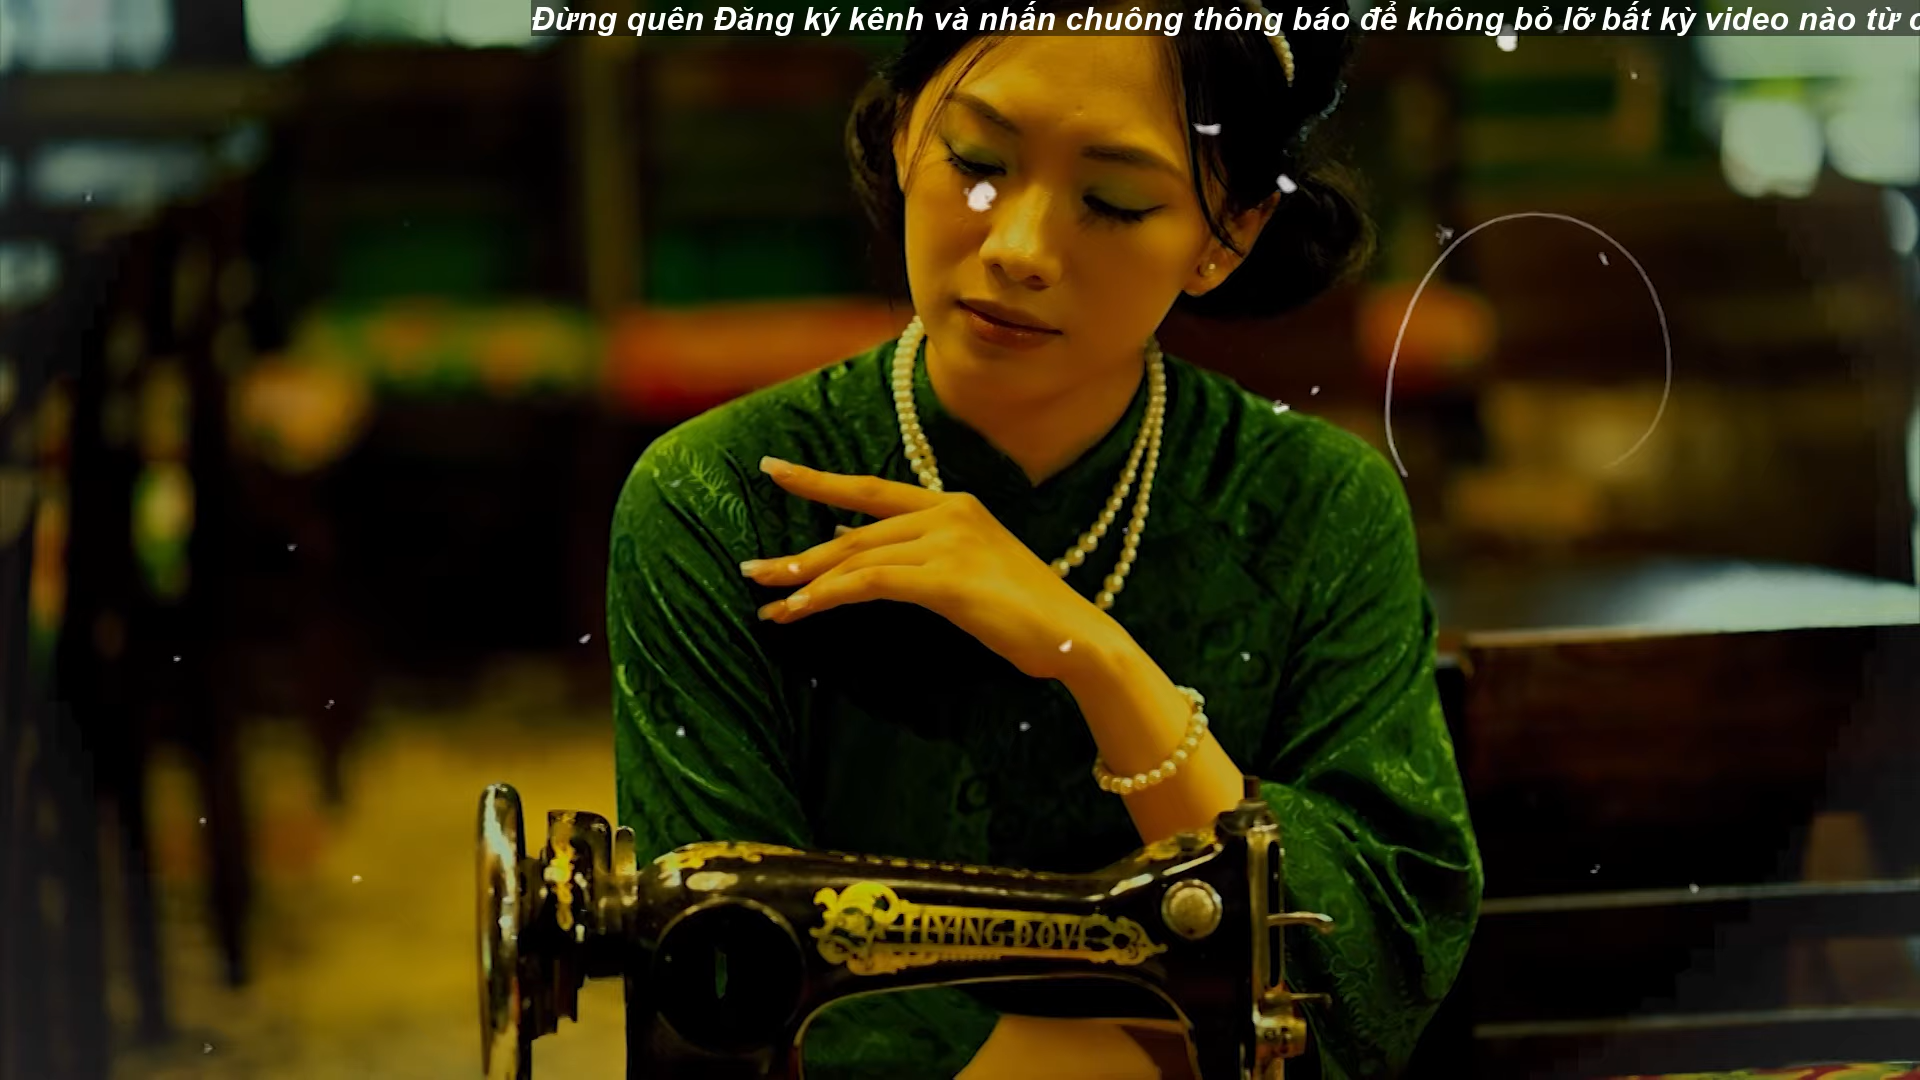 Đừng quên Đăng ký kênh và nhấn chuông thông báo để không bỏ lỡ bất kỳ video nào từ
FLYING DOVE